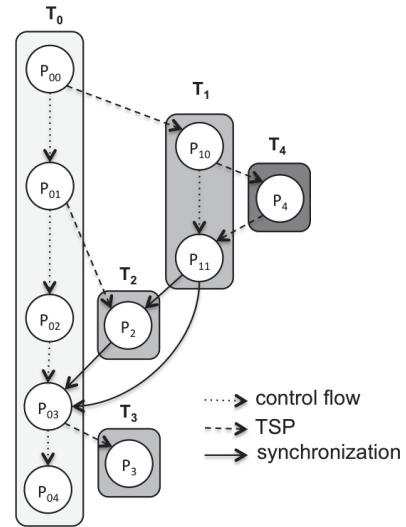 T0
P00
T1
P10
T4
P4
P01
P11
T2
P2
P02
P03
T3
P3
P04
control flow
TSP
synchronization